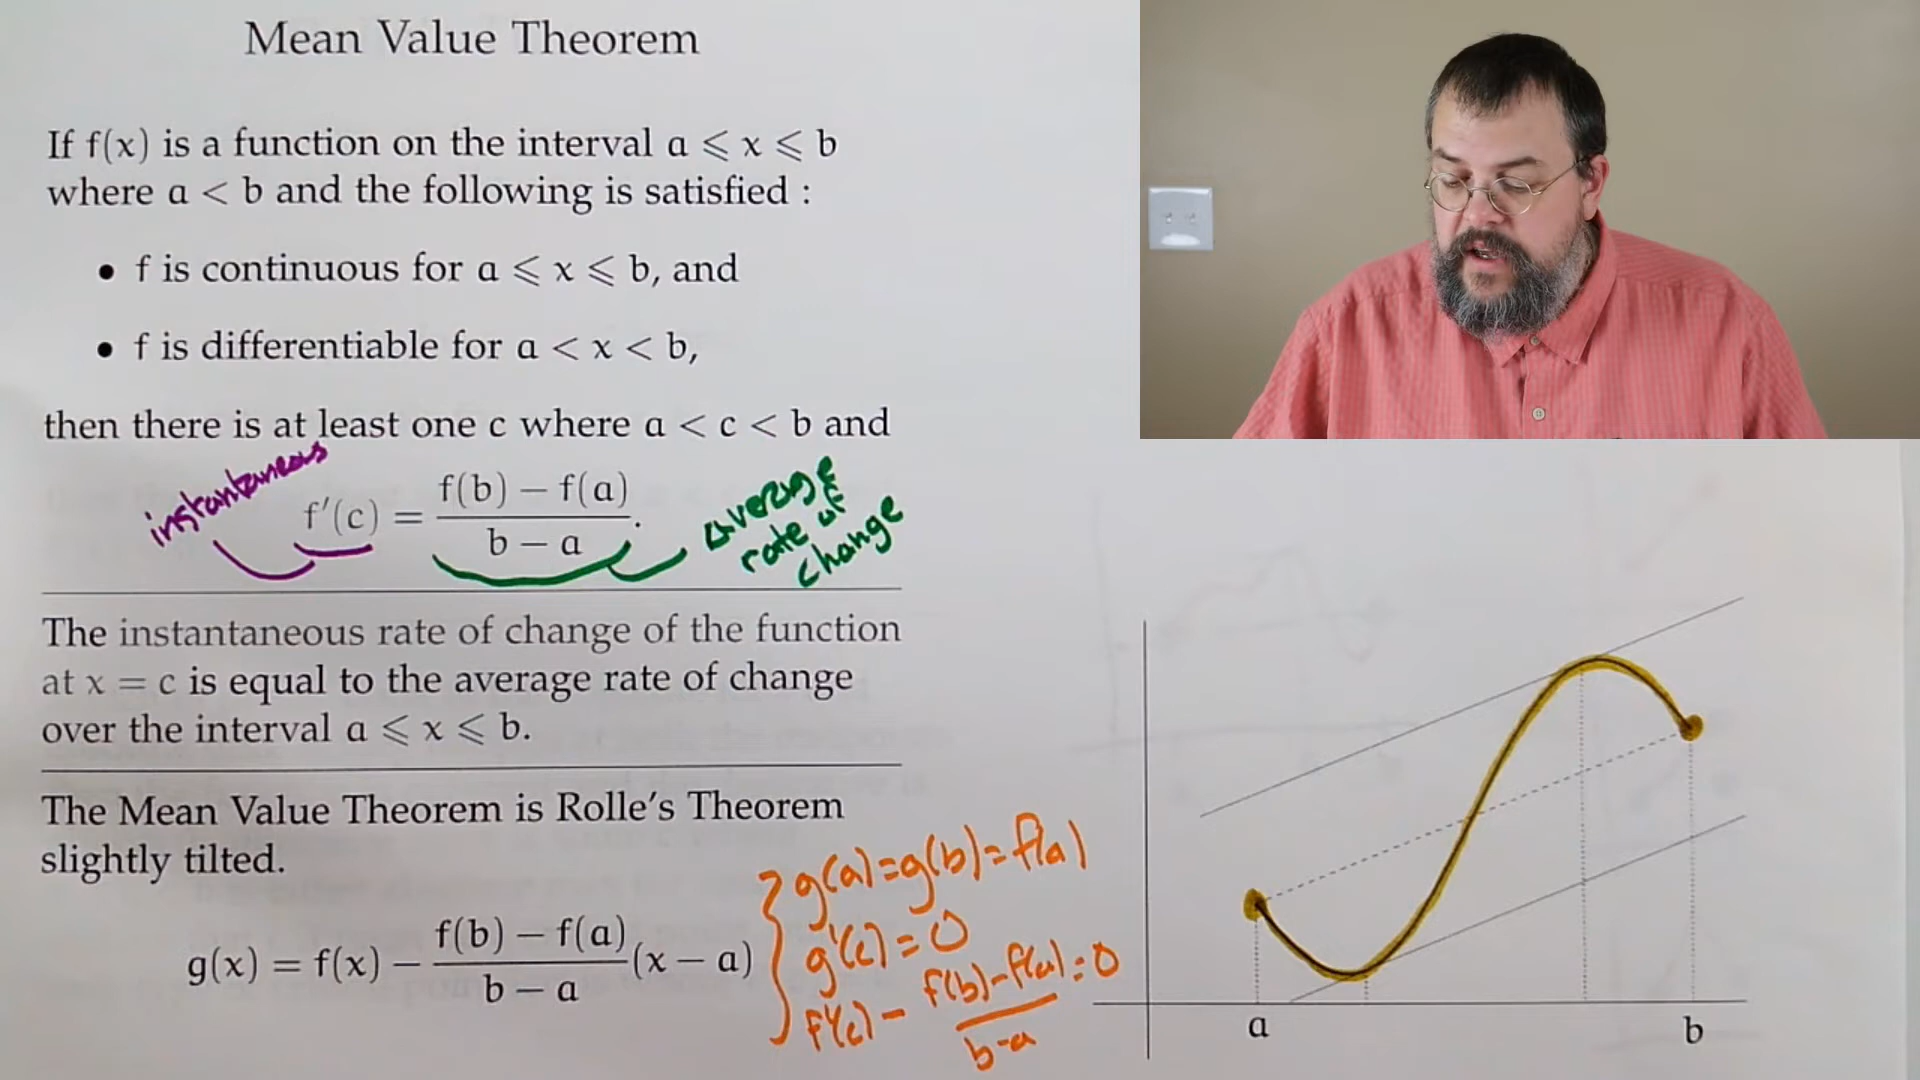 Mean Value Theorem
If f(x) is a function on the interval a ⩽ x ⩽ b
where a < b and the following is satisfied :
• f is continuous for a ⩽ x ⩽ b, and
• f is differentiable for a < x < b,
then there is at least one c where a < c < b and
instantaneous
f′(c) = \frac{f(b) − f(a)}{b − a}.
average
rate of
change
The instantaneous rate of change of the function
at x = c is equal to the average rate of change
over the interval a ⩽ x ⩽ b.
The Mean Value Theorem is Rolle's Theorem
slightly tilted.
g(x) = f(x) − \frac{f(b) − f(a)}{b − a}(x − a)
g(a)=g(b)=f(a)
g'(c)=0
f'(c) − \frac{f(b)−f(a)}{b−a}=0
a
b